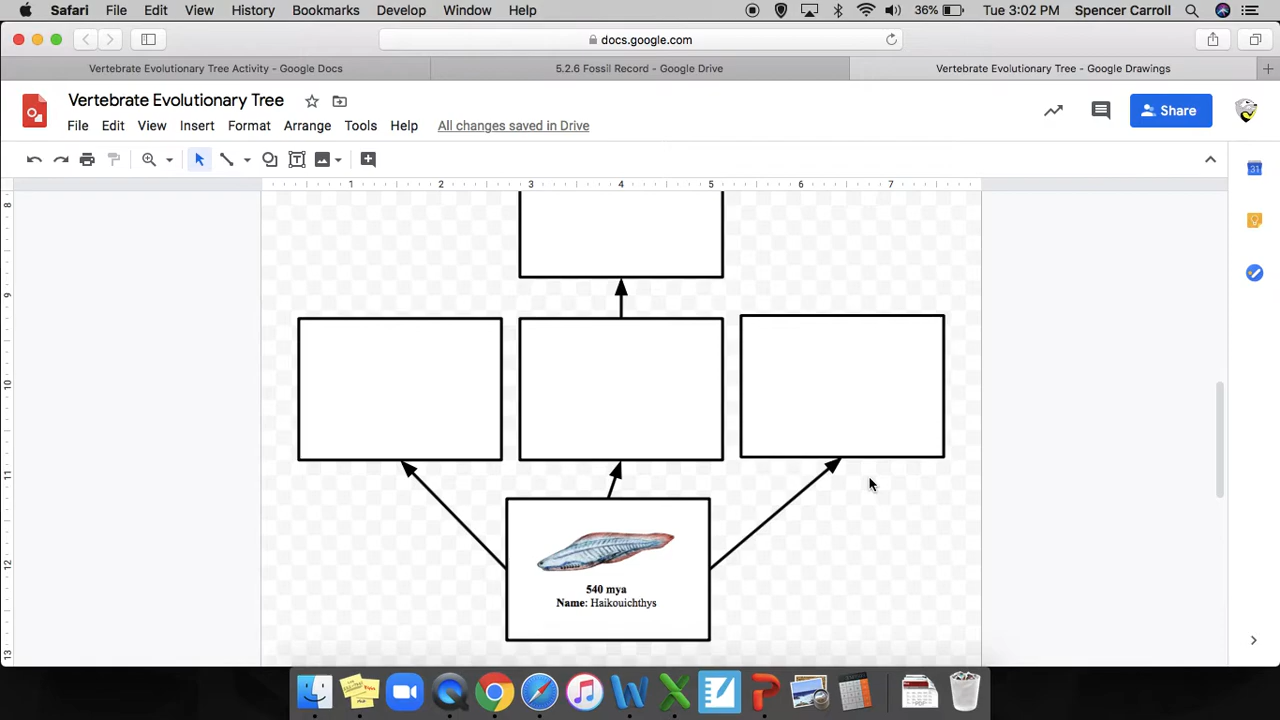 Safari File Edit View History Bookmarks Develop Window Help 36% Tue 3:02 PM Spencer Carroll
docs.google.com
Vertebrate Evolutionary Tree Activity - Google Docs 5.2.6 Fossil Record - Google Drive Vertebrate Evolutionary Tree - Google Drawings
Vertebrate Evolutionary Tree
File Edit View Insert Format Arrange Tools Help All changes saved in Drive
Share
31
1 2 3 4 5 6 7
8
9
10
11
12
13
540 mya
Name: Haikouichthys